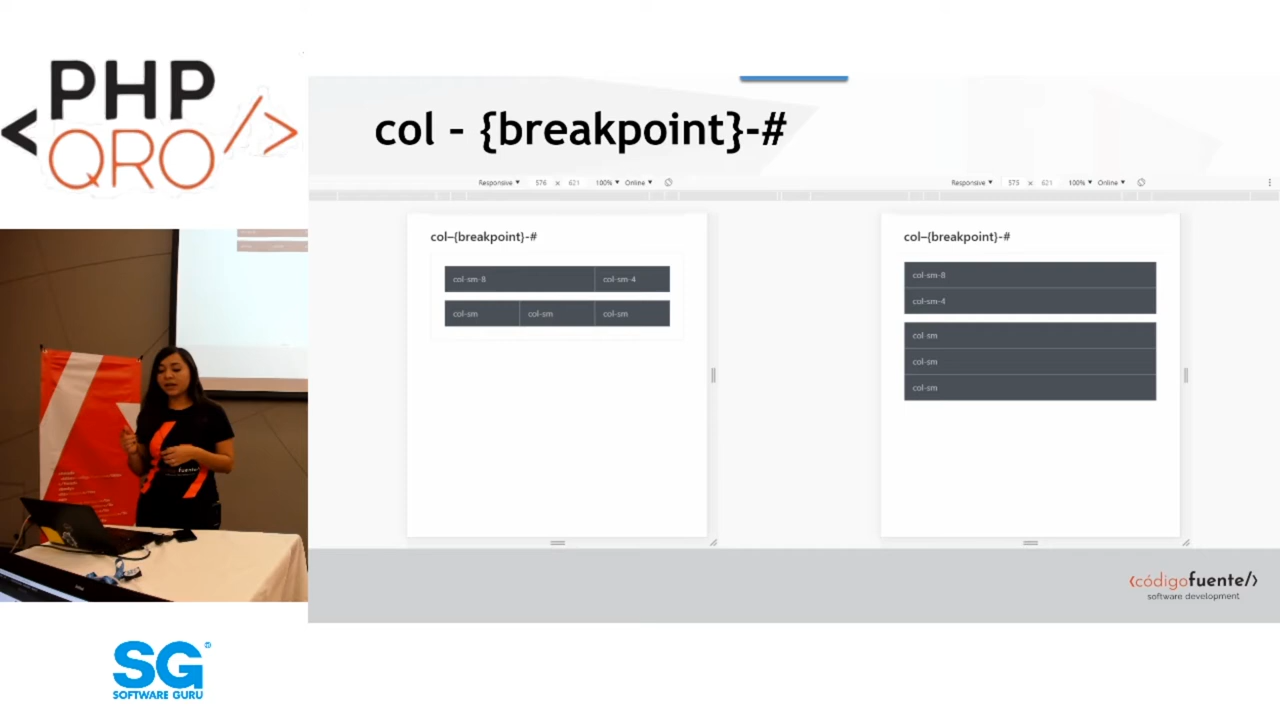 <PHP
QRO/>
col - {breakpoint}-#
Responsive ▼ 576 × 621 100% ▼ Online ▼
Responsive ▼ 575 × 621 100% ▼ Online ▼
col–{breakpoint}-#
col-sm-8 col-sm-4
col-sm col-sm col-sm
col–{breakpoint}-#
col-sm-8
col-sm-4
col-sm
col-sm
col-sm
<códigofuente/>
software development
SG®
SOFTWARE GURU